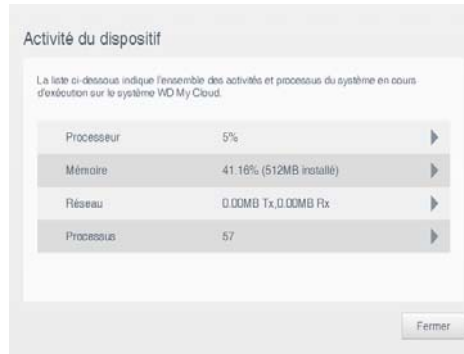 Activité du dispositif
La liste ci-dessous indique l'ensemble des activités et processus du système en cours
d'exécution sur le système WD My Cloud.
Processeur 5%
Mémoire 41.16% (512MB installé)
Réseau 0.00MB Tx,0.00MB Rx
Processus 57
Fermer